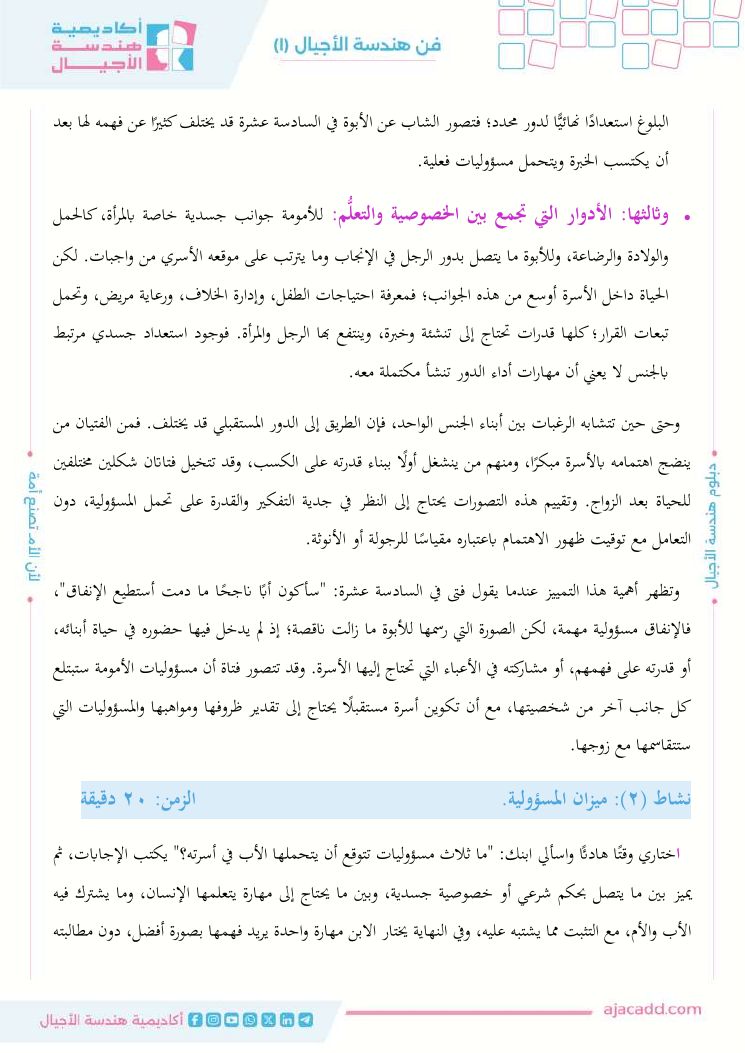 أكاديمية
هندسة
الأجيال
فن هندسة الأجيال (١)
البلوغ استعدادًا نهائيًّا لدور محدد؛ فتصور الشاب عن الأبوة في السادسة عشرة قد يختلف كثيرًا عن فهمه لها بعد
أن يكتسب الخبرة ويتحمل مسؤوليات فعلية.
• وثالثها: الأدوار التي تجمع بين الخصوصية والتعلُّم: للأمومة جوانب جسدية خاصة بالمرأة، كالحمل
والولادة والرضاعة، وللأبوة ما يتصل بدور الرجل في الإنجاب وما يترتب على موقعه الأسري من واجبات. لكن
الحياة داخل الأسرة أوسع من هذه الجوانب؛ فمعرفة احتياجات الطفل، وإدارة الخلاف، ورعاية مريض، وتحمل
تبعات القرار؛ كلها قدرات تحتاج إلى تنشئة وخبرة، وينتفع بها الرجل والمرأة. فوجود استعداد جسدي مرتبط
بالجنس لا يعني أن مهارات أداء الدور تنشأ مكتملة معه.
وحتى حين تتشابه الرغبات بين أبناء الجنس الواحد، فإن الطريق إلى الدور المستقبلي قد يختلف. فمن الفتيان من
ينضج اهتمامه بالأسرة مبكرًا، ومنهم من ينشغل أولًا ببناء قدرته على الكسب، وقد تتخيل فتاتان شكلين مختلفين
للحياة بعد الزواج. وتقييم هذه التصورات يحتاج إلى النظر في جدية التفكير والقدرة على تحمل المسؤولية، دون
التعامل مع توقيت ظهور الاهتمام باعتباره مقياسًا للرجولة أو الأنوثة.
وتظهر أهمية هذا التمييز عندما يقول فتى في السادسة عشرة: "سأكون أبًا ناجحًا ما دمت أستطيع الإنفاق"،
فالإنفاق مسؤولية مهمة، لكن الصورة التي رسمها للأبوة ما زالت ناقصة؛ إذ لم يدخل فيها حضوره في حياة أبنائه،
أو قدرته على فهمهم، أو مشاركته في الأعباء التي تحتاج إليها الأسرة. وقد تتصور فتاة أن مسؤوليات الأمومة ستبتلع
كل جانب آخر من شخصيتها، مع أن تكوين أسرة مستقبلًا يحتاج إلى تقدير ظروفها ومواهبها والمسؤوليات التي
ستتقاسمها مع زوجها.
نشاط (٢): ميزان المسؤولية. الزمن: ٢٠ دقيقة
اختاري وقتًا هادئًا واسألي ابنك: "ما ثلاث مسؤوليات تتوقع أن يتحملها الأب في أسرته؟" يكتب الإجابات، ثم
يميز بين ما يتصل بحكم شرعي أو خصوصية جسدية، وبين ما يحتاج إلى مهارة يتعلمها الإنسان، وما يشترك فيه
الأب والأم، مع التثبت مما يشتبه عليه، وفي النهاية يختار الابن مهارة واحدة يريد فهمها بصورة أفضل، دون مطالبته
دبلوم هندسة الأجيال
لأن الأم تصنع أمة
ajacadd.com
أكاديمية هندسة الأجيال